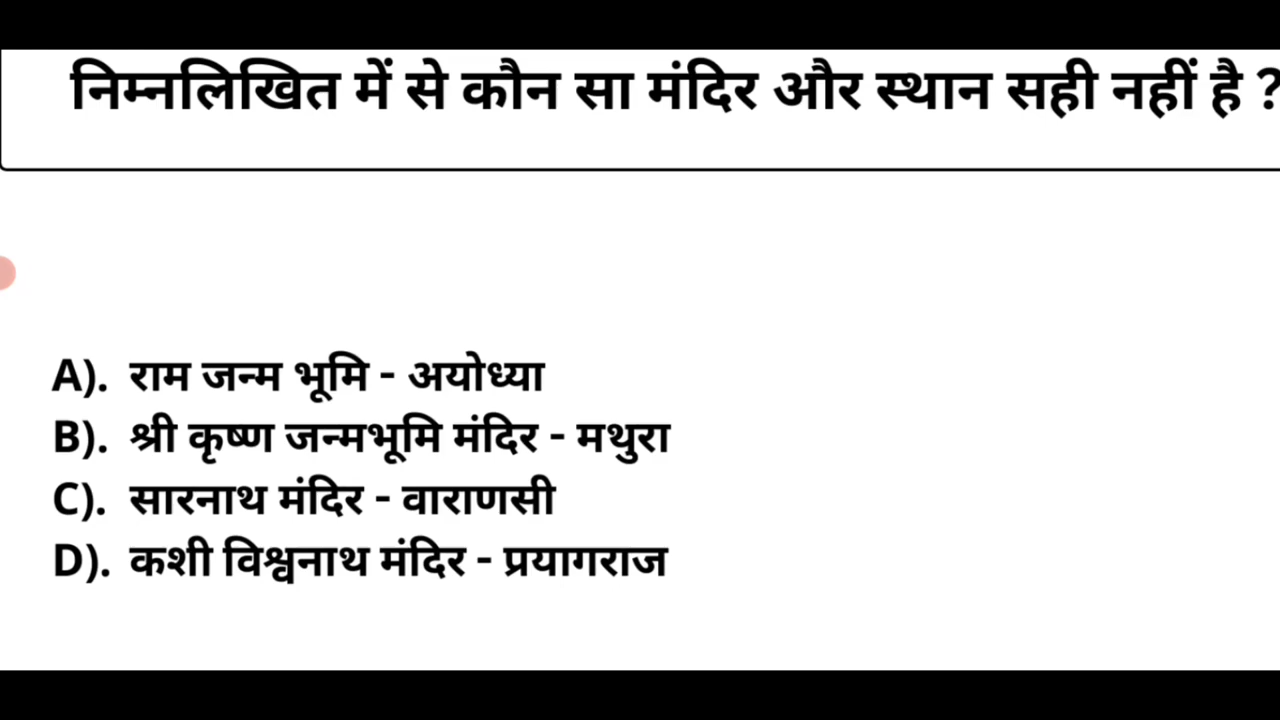 निम्नलिखित में से कौन सा मंदिर और स्थान सही नहीं है ?
A). राम जन्म भूमि - अयोध्या
B). श्री कृष्ण जन्मभूमि मंदिर - मथुरा
C). सारनाथ मंदिर - वाराणसी
D). कशी विश्वनाथ मंदिर - प्रयागराज